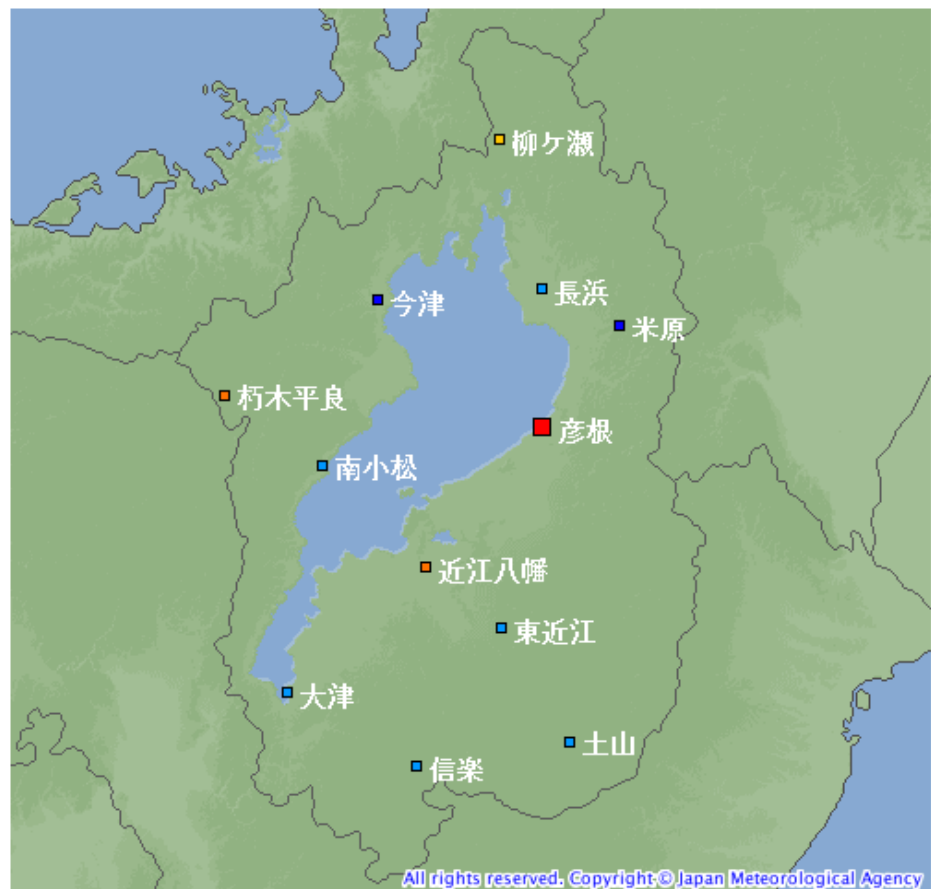 柳ケ瀬
長浜
今津
米原
朽木平良
彦根
南小松
近江八幡
東近江
大津
土山
信楽
All rights reserved. Copyright © Japan Meteorological Agency